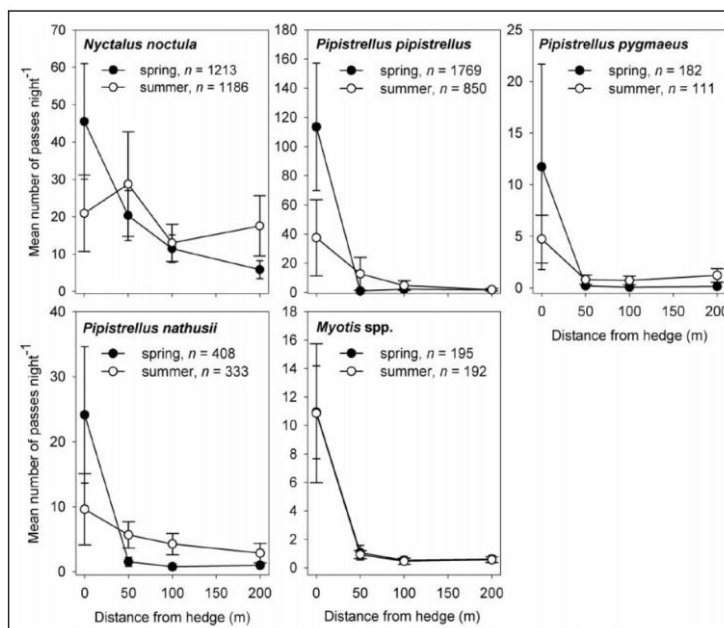 Nyctalus noctula
spring, n = 1213
summer, n = 1186
Mean number of passes night⁻¹
70
60
50
40
30
20
10
0
Pipistrellus pipistrellus
spring, n = 1769
summer, n = 850
180
160
140
120
100
80
60
40
20
0
Pipistrellus pygmaeus
spring, n = 182
summer, n = 111
25
20
15
10
5
0
0 50 100 150 200
Distance from hedge (m)
Pipistrellus nathusii
spring, n = 408
summer, n = 333
Mean number of passes night⁻¹
40
30
20
10
0
0 50 100 150 200
Distance from hedge (m)
Myotis spp.
spring, n = 195
summer, n = 192
18
16
14
12
10
8
6
4
2
0
0 50 100 150 200
Distance from hedge (m)